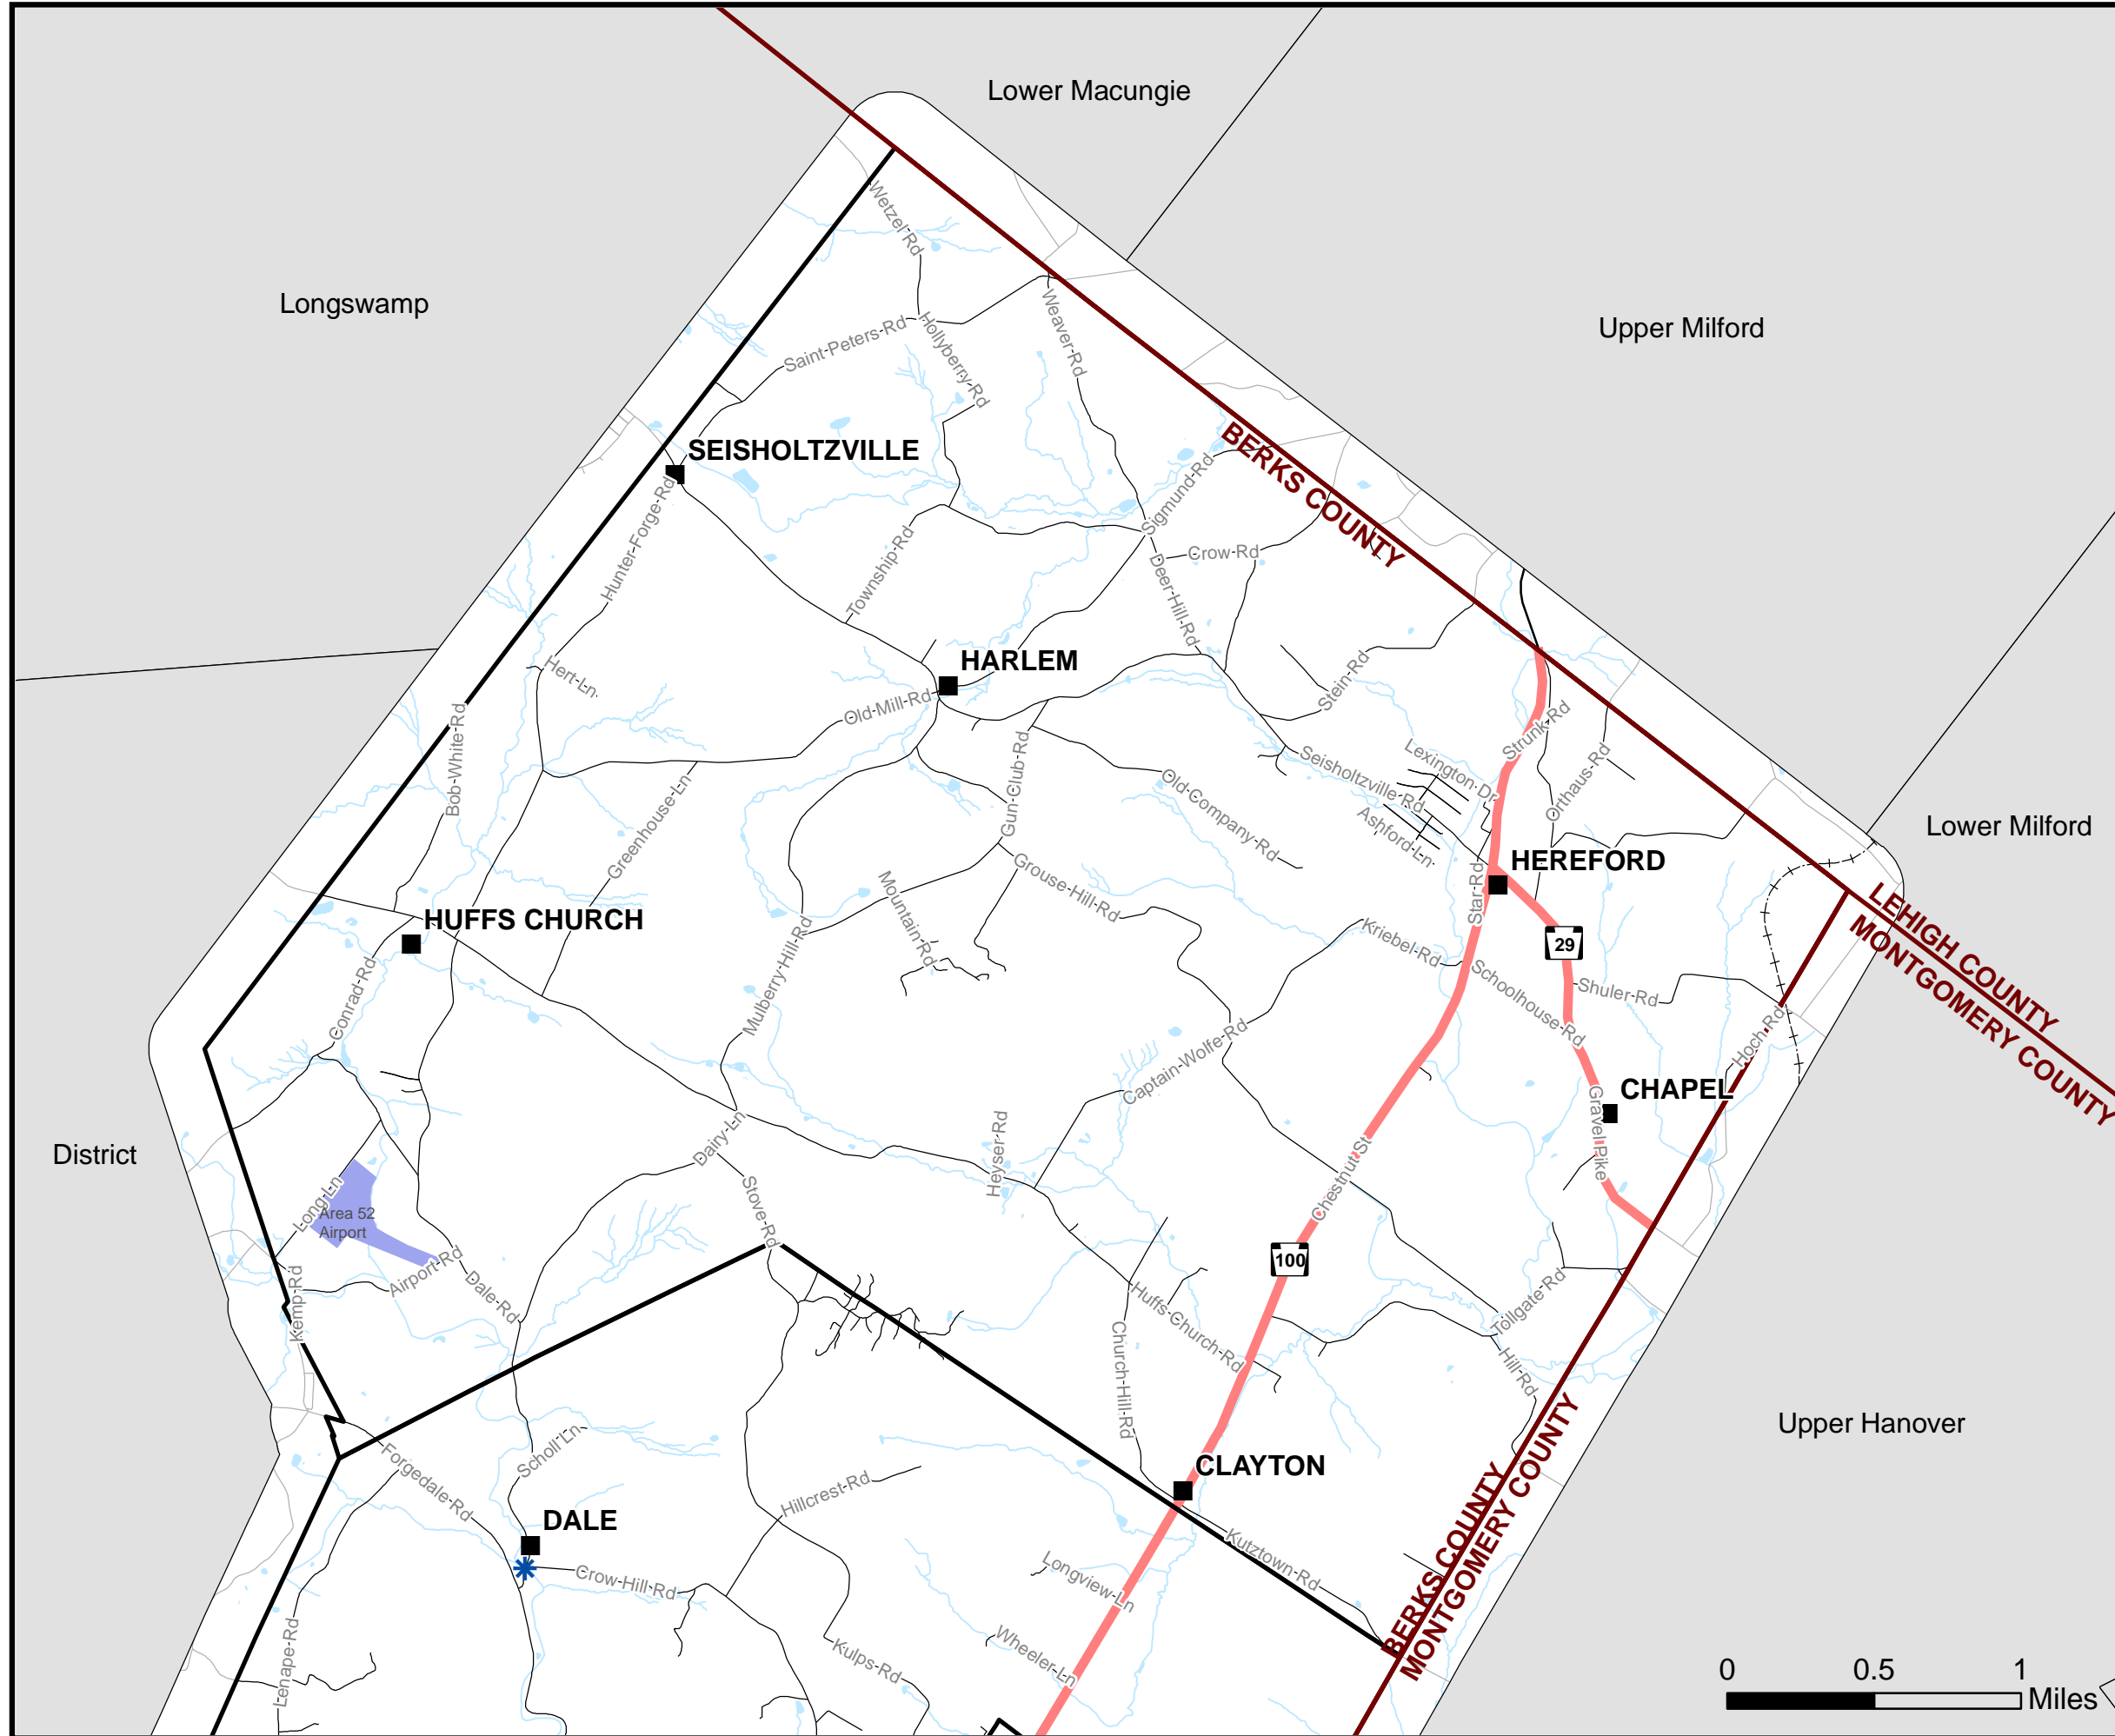 Lower Macungie
Longswamp
Upper Milford
Wetzel Rd
Saint-Peters-Rd
Hollyberry-Rd
Weaver-Rd
SEISHOLTZVILLE
BERKS COUNTY
Hunter-Forge-Rd
Township-Rd
Sigmund-Rd
Crow-Rd
Deer-Hill-Rd
HARLEM
Hert-Ln
Old-Mill-Rd
Stein-Rd
Bob-White-Rd
Gun-Club-Rd
Strunk-Rd
Seisholtzville-Rd
Lexington-Dr
Orthaus-Rd
Old-Company-Rd
Greenhouse-Ln
Ashford-Ln
Lower Milford
HEREFORD
Grouse-Hill-Rd
Mountain-Rd
Star-Rd
HUFFS CHURCH
LEHIGH COUNTY
MONTGOMERY COUNTY
Mulberry-Hill-Rd
Kriebel-Rd
29
Conrad-Rd
Schoolhouse-Rd
Shuler-Rd
Hoch-Rd
Captain-Wolfe-Rd
CHAPEL
Gravel-Pike
District
Dairy-Ln
Heyser-Rd
Chestnut-St
Long-Ln
Area 52
Airport
Stove-Rd
100
Airport-Rd
Kemp-Rd
Dale-Rd
Huffs-Church-Rd
Tollgate-Rd
Church-Hill-Rd
Hill-Rd
Upper Hanover
Scholl-Ln
Forgedale-Rd
CLAYTON
Hillcrest-Rd
BERKS COUNTY
MONTGOMERY COUNTY
DALE
Crow-Hill-Rd
Kutztown-Rd
Longview-Ln
Wheeler-Ln
Kulps-Rd
Lenape-Rd
0 0.5 1
Miles